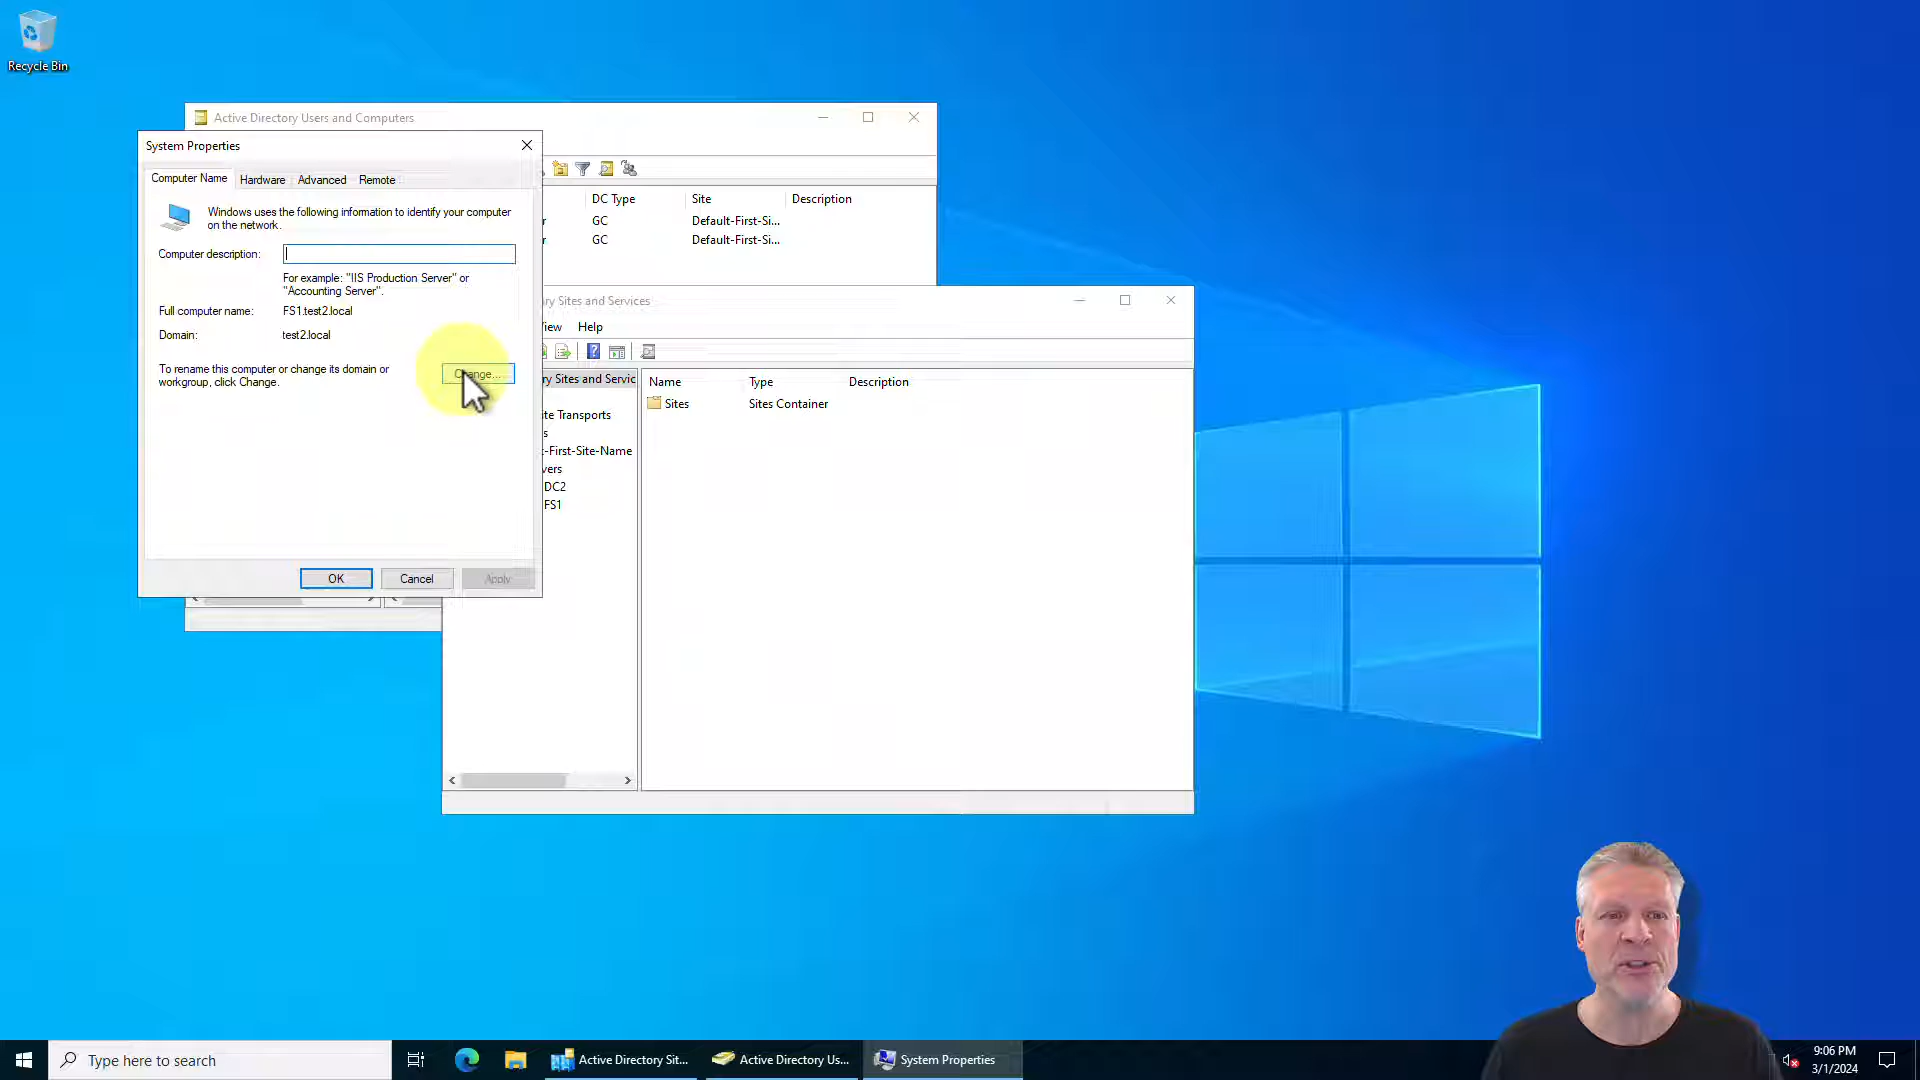 Recycle Bin
Active Directory Users and Computers
System Properties
Computer Name
Hardware
Advanced
Remote
Windows uses the following information to identify your computer
on the network.
Computer description:
For example: "IIS Production Server" or
"Accounting Server".
Full computer name:
FS1.test2.local
Domain:
test2.local
To rename this computer or change its domain or
workgroup, click Change.
Change...
OK
Cancel
Apply
DC Type
Site
Description
r
GC
Default-First-Si...
r
GC
Default-First-Si...
ry Sites and Services
iew
Help
ry Sites and Servic
ite Transports
s
-First-Site-Name
vers
DC2
FS1
Name
Type
Description
Sites
Sites Container
Type here to search
Active Directory Sit...
Active Directory Us...
System Properties
9:06 PM
3/1/2024